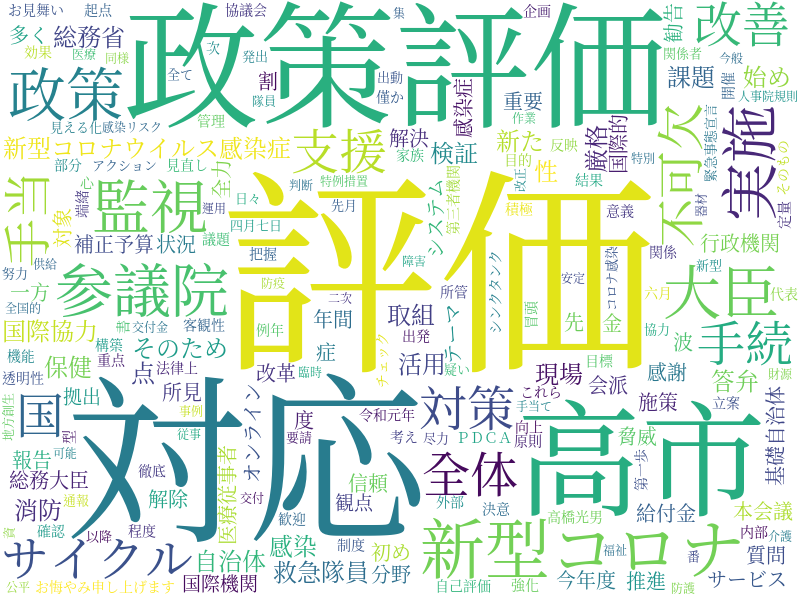 お見舞い
起点
協議会
集
企画
勧告
改善
多く
総務省
政策評価
効果
医療
同様
次
発出
全て
隊員
出動
僅か
割
感染症
重要
作業
関係者
課題
始め
政策
管理
開催
人事院規則
見える化
感染リスク
新型コロナウイルス感染症
支援
解決
検証
新た
反映
厳格
国際的
不可欠
緊急事態宣言
実施
そのもの
定量
部分
アクション
見直し
家族
目的
特別
性
手当
対象
端緒
心
監視
全力
判断
特例措置
結果
器材
運用
日々
先月
システム
第三者機関
改正
積極
意義
補正予算
状況
議題
四月七日
行政機関
努力
供給
一方
参議院
評価
把握
障害
関係
新型
防疫
所管
シンクタンク
安定
コロナ感染
大臣
六月
代表
全国的
国際協力
交付金
客観性
例年
二次
年間
取組
テーマ
冒頭
先
金
協力
手続
機能
構築
そのため
症
出発
波
透明性
重点
保健
法律上
点
改革
臨時
チェック
疑い
活用
目標
感謝
答弁
財源
地方創生
国
拠出
所見
対応
オンライン
対策
現場
会派
これら
施策
立案
型
事例
度
令和元年
手当て
高市
基礎自治体
報告
可能
従事
医療従事者
要請
考え
尽力
PDCA
向上
原則
脅威
総務大臣
徹底
信頼
全体
第一歩
消防
通報
解除
交付
観点
外部
決意
高橋光男
給付金
本会議
資
確認
以降
程度
歓迎
新型コロナ
内部
介護
サイクル
自治体
感染
制度
初め
福祉
番
質問
公平
お悔やみ申し上げます
国際機関
救急隊員
分野
自己評価
強化
今年度
推進
防護
サービス
今般